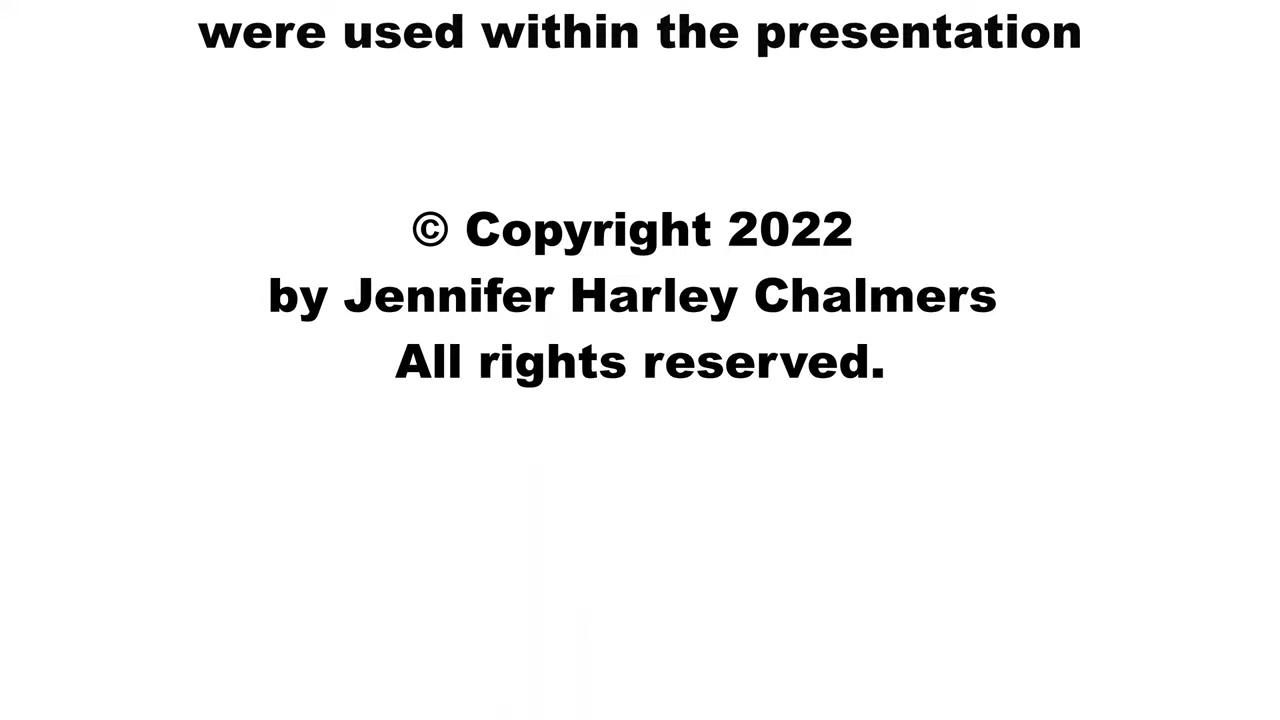 were used within the presentation
© Copyright 2022
by Jennifer Harley Chalmers
All rights reserved.